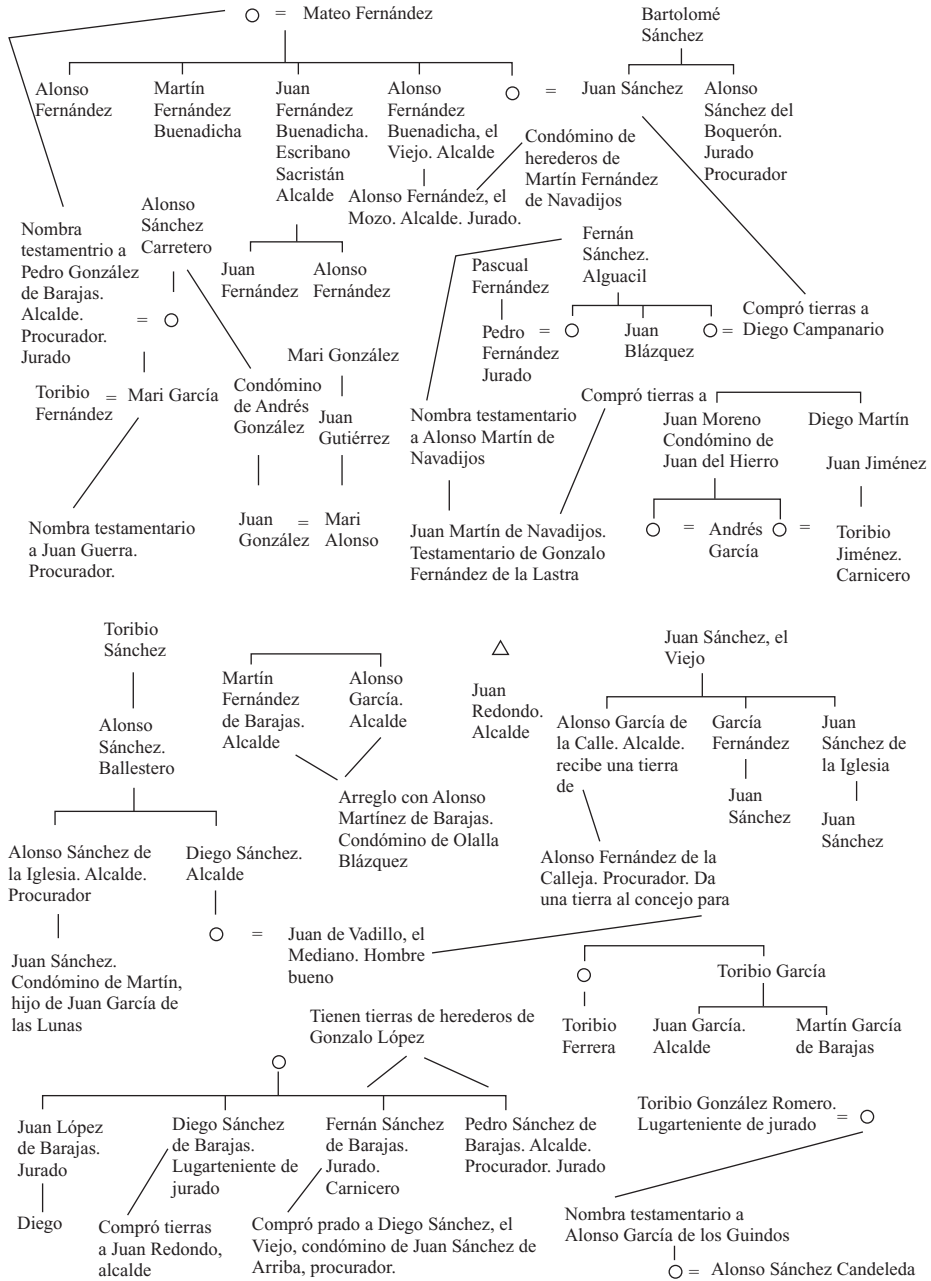 = Mateo Fernández
Bartolomé
Sánchez
Alonso
Fernández
Martín
Fernández
Buenadicha
Juan
Fernández
Buenadicha.
Escribano
Sacristán
Alcalde
Alonso
Fernández
Buenadicha, el
Viejo. Alcalde
= Juan Sánchez
Alonso
Sánchez del
Boquerón.
Jurado
Procurador
Condómino de
herederos de
Martín Fernández
de Navadijos
Alonso Fernández, el
Mozo. Alcalde. Jurado.
Alonso
Sánchez
Carretero
Nombra
testamentrio a
Pedro González
de Barajas.
Alcalde.
Procurador.
Jurado
=
Juan
Fernández
Alonso
Fernández
Pascual
Fernández
Fernán
Sánchez.
Alguacil
Compró tierras a
Diego Campanario
Pedro
Fernández
Jurado
=
Juan
Blázquez
=
Toribio
Fernández
= Mari García
Condómino
de Andrés
González
Mari González
Juan
Gutiérrez
Nombra testamentario
a Alonso Martín de
Navadijos
Compró tierras a
Juan Moreno
Condómino de
Juan del Hierro
Diego Martín
Juan Jiménez
Nombra testamentario
a Juan Guerra.
Procurador.
Juan
González
=
Mari
Alonso
Juan Martín de Navadijos.
Testamentario de Gonzalo
Fernández de la Lastra
=
Andrés
García
=
Toribio
Jiménez.
Carnicero
Toribio
Sánchez
Martín
Fernández
de Barajas.
Alcalde
Alonso
García.
Alcalde
Juan
Redondo.
Alcalde
Juan Sánchez, el
Viejo
Alonso
Sánchez.
Ballestero
Alonso García de
la Calle. Alcalde.
recibe una tierra
de
García
Fernández
Juan
Sánchez de
la Iglesia
Arreglo con Alonso
Martínez de Barajas.
Condómino de Olalla
Blázquez
Juan
Sánchez
Juan
Sánchez
Alonso Sánchez de
la Iglesia. Alcalde.
Procurador
Diego Sánchez.
Alcalde
Alonso Fernández de la
Calleja. Procurador. Da
una tierra al concejo para
= Juan de Vadillo, el
Mediano. Hombre
bueno
Juan Sánchez.
Condómino de Martín,
hijo de Juan García de
las Lunas
Toribio García
Tienen tierras de herederos de
Gonzalo López
Toribio
Ferrera
Juan García.
Alcalde
Martín García
de Barajas
Juan López
de Barajas.
Jurado
Diego Sánchez
de Barajas.
Lugarteniente de
jurado
Fernán Sánchez
de Barajas.
Jurado.
Carnicero
Pedro Sánchez de
Barajas. Alcalde.
Procurador. Jurado
Toribio González Romero.
Lugarteniente de jurado
=
Diego
Compró tierras
a Juan Redondo,
alcalde
Compró prado a Diego Sánchez, el
Viejo, condómino de Juan Sánchez de
Arriba, procurador.
Nombra testamentario a
Alonso García de los Guindos
= Alonso Sánchez Candeleda